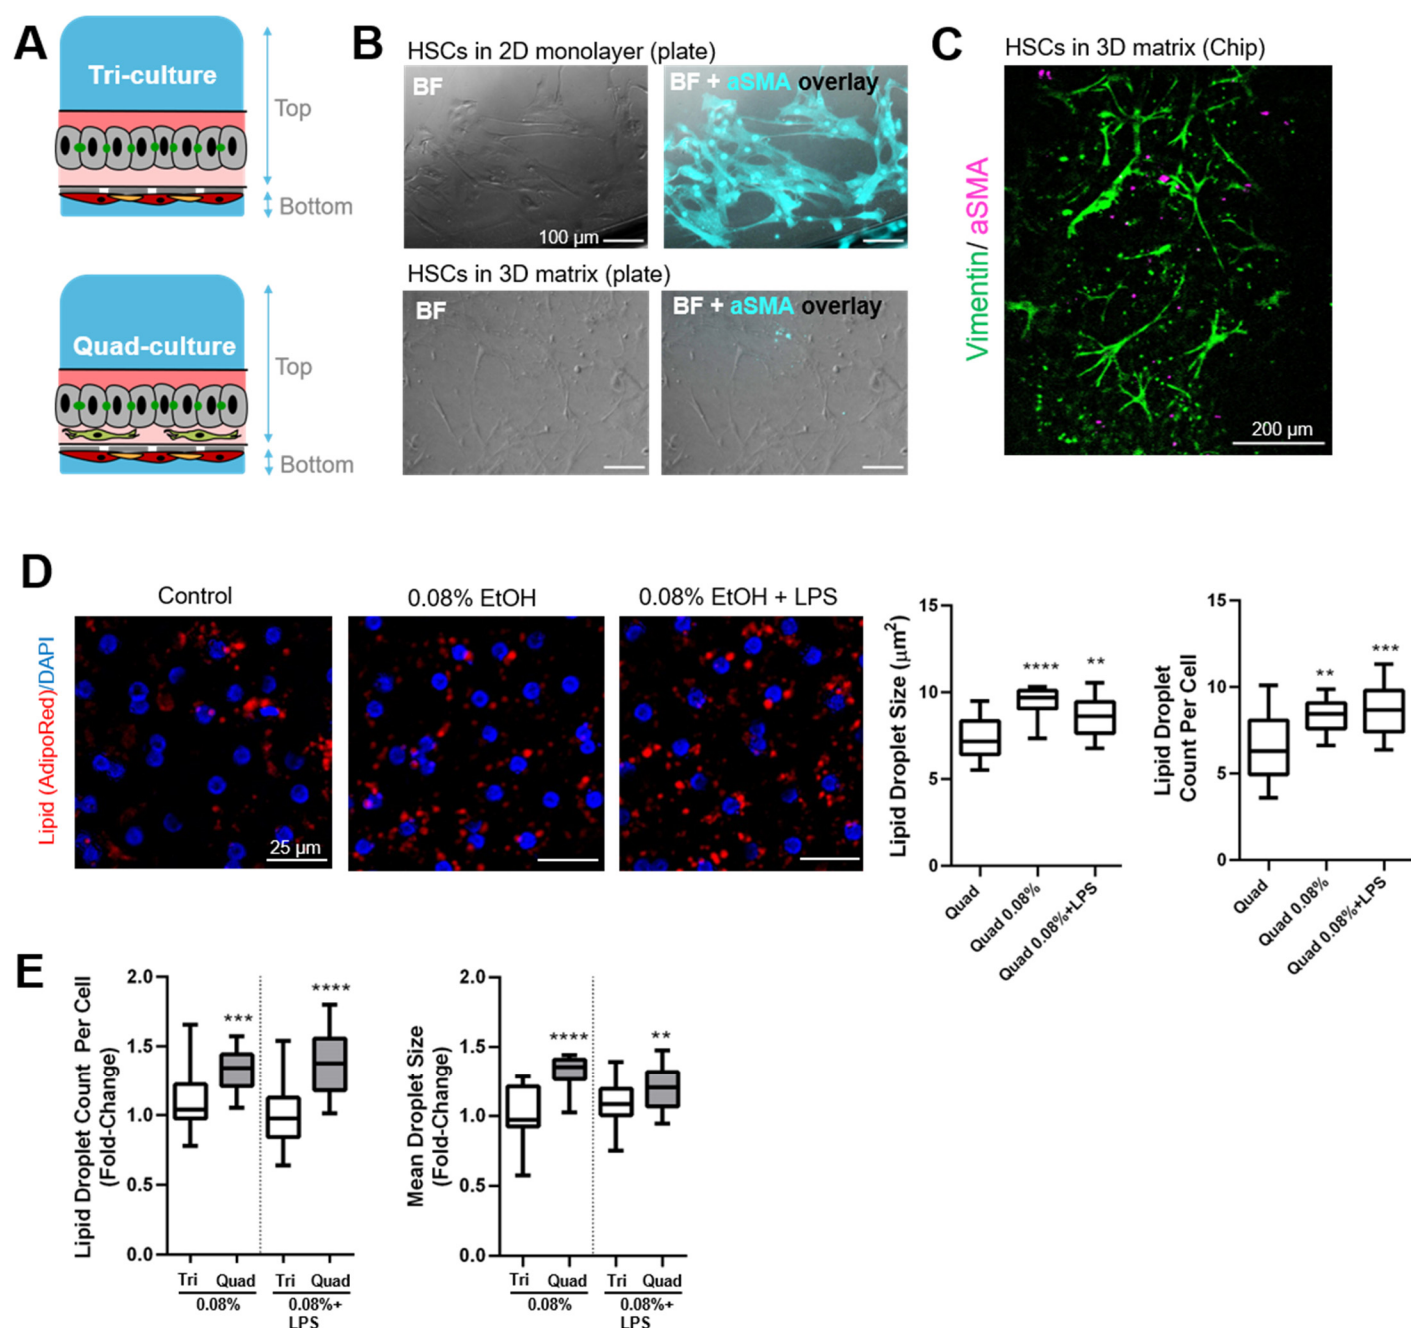 A
Tri-culture
Top
Bottom
Quad-culture
Top
Bottom
B
HSCs in 2D monolayer (plate)
BF
100 µm
BF + aSMA overlay
HSCs in 3D matrix (plate)
BF
BF + aSMA overlay
C
HSCs in 3D matrix (Chip)
Vimentin/ aSMA
200 µm
D
Control
0.08% EtOH
0.08% EtOH + LPS
Lipid (AdipoRed)/DAPI
25 µm
Lipid Droplet Size (µm2)
15
10
5
0
****
**
Quad
Quad 0.08%
Quad 0.08%+LPS
Lipid Droplet
Count Per Cell
15
10
5
0
**
***
Quad
Quad 0.08%
Quad 0.08%+LPS
E
Lipid Droplet Count Per Cell
(Fold-Change)
2.0
1.5
1.0
0.5
0.0
***
****
Tri Quad Tri Quad
0.08% 0.08%+
LPS
Mean Droplet Size
(Fold-Change)
2.0
1.5
1.0
0.5
0.0
****
**
Tri Quad Tri Quad
0.08% 0.08%+
LPS